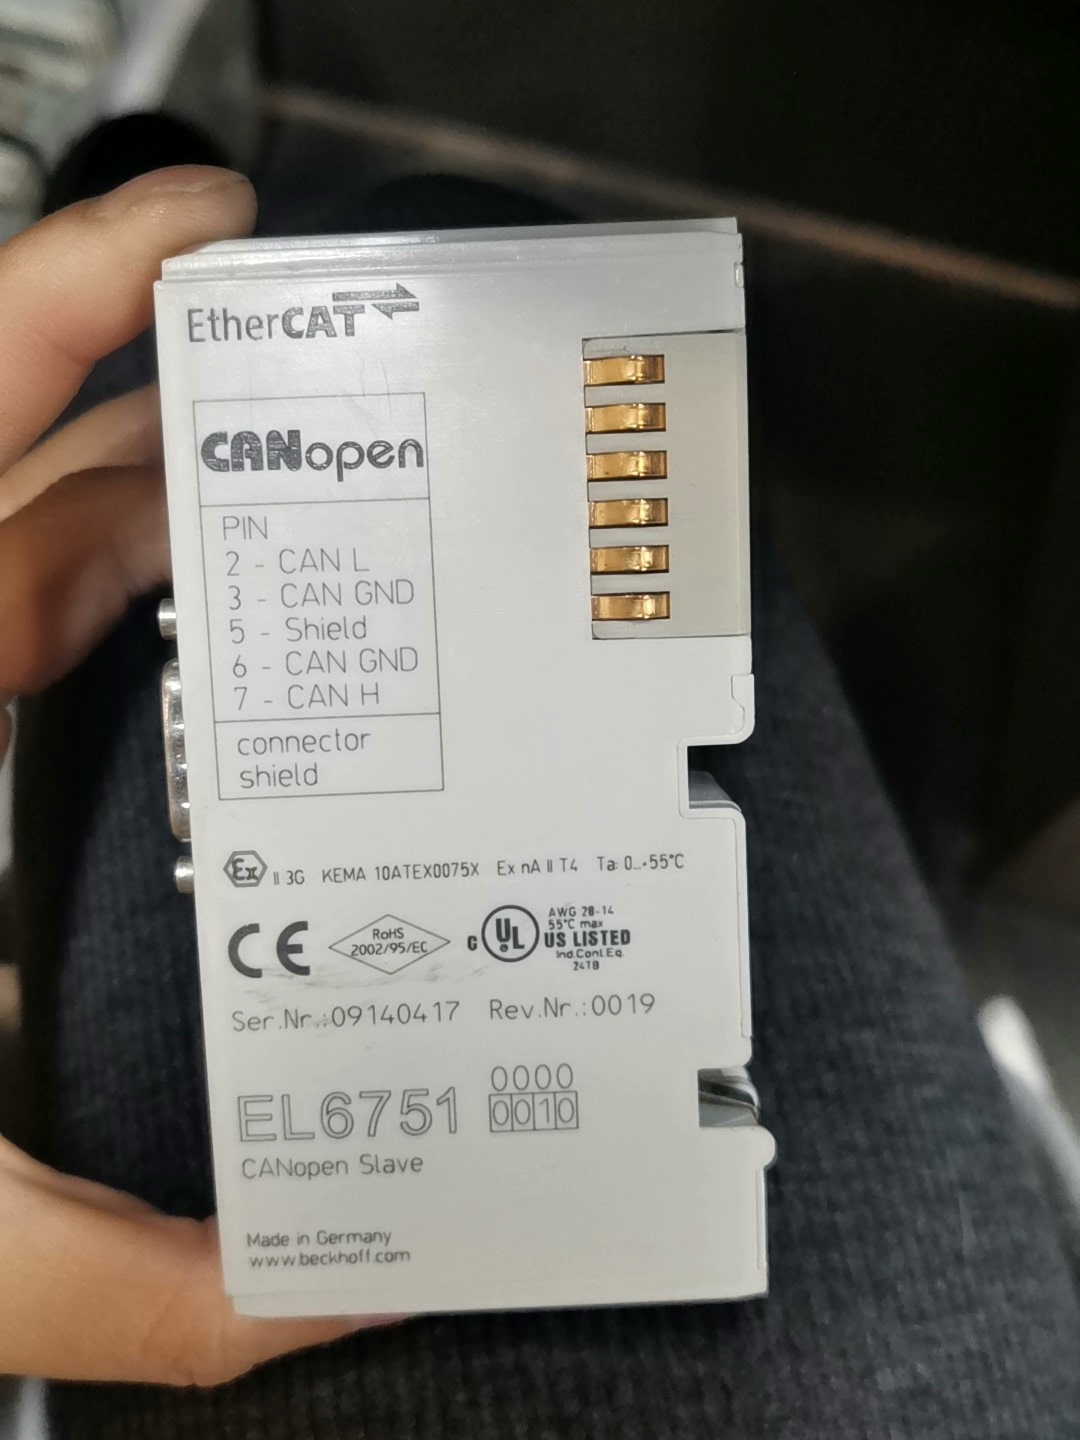 EtherCAT
CANopen
PIN
2 - CAN L
3 - CAN GND
5 - Shield
6 - CAN GND
7 - CAN H
connector
shield
Ex II 3G KEMA 10ATEX0075X Ex nA II T4 Ta: 0...+55°C
CE
RoHS
2002/95/EC
c UL US LISTED
AWG 28-14
55°C max
Ind.Cont.Eq.
24TB
Ser.Nr.:09140417 Rev.Nr.:0019
0000
EL6751 0010
CANopen Slave
Made in Germany
www.beckhoff.com